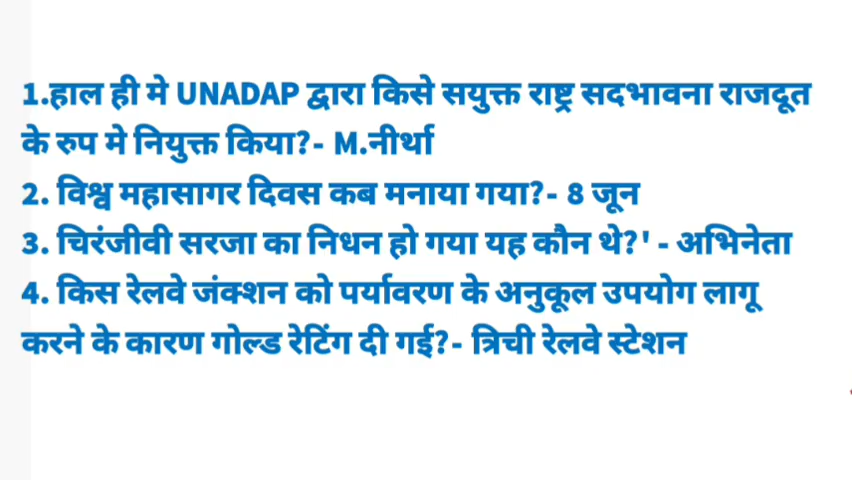 1.हाल ही मे UNADAP द्वारा किसे सयुक्त राष्ट्र सदभावना राजदूत
के रुप मे नियुक्त किया?- M.नीर्था
2. विश्व महासागर दिवस कब मनाया गया?- 8 जून
3. चिरंजीवी सरजा का निधन हो गया यह कौन थे?' - अभिनेता
4. किस रेलवे जंक्शन को पर्यावरण के अनुकूल उपयोग लागू
करने के कारण गोल्ड रेटिंग दी गई?- त्रिची रेलवे स्टेशन